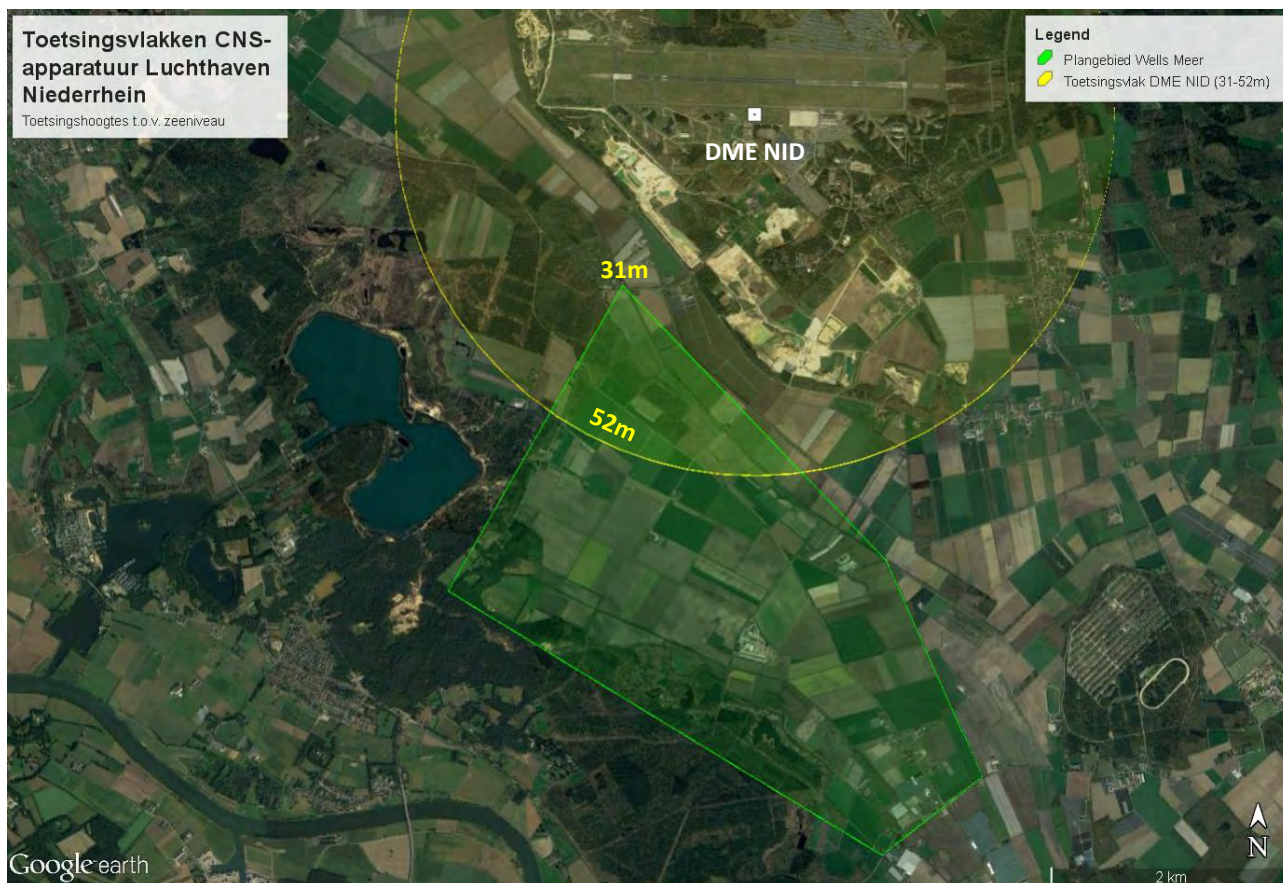 Toetsingsvlakken CNS-
apparatuur Luchthaven
Niederrhein
Toetsingshoogtes t.o.v. zeeniveau
Legend
Plangebied Wells Meer
Toetsingsvlak DME NID (31-52m)
DME NID
31m
52m
N
Google earth
2 km